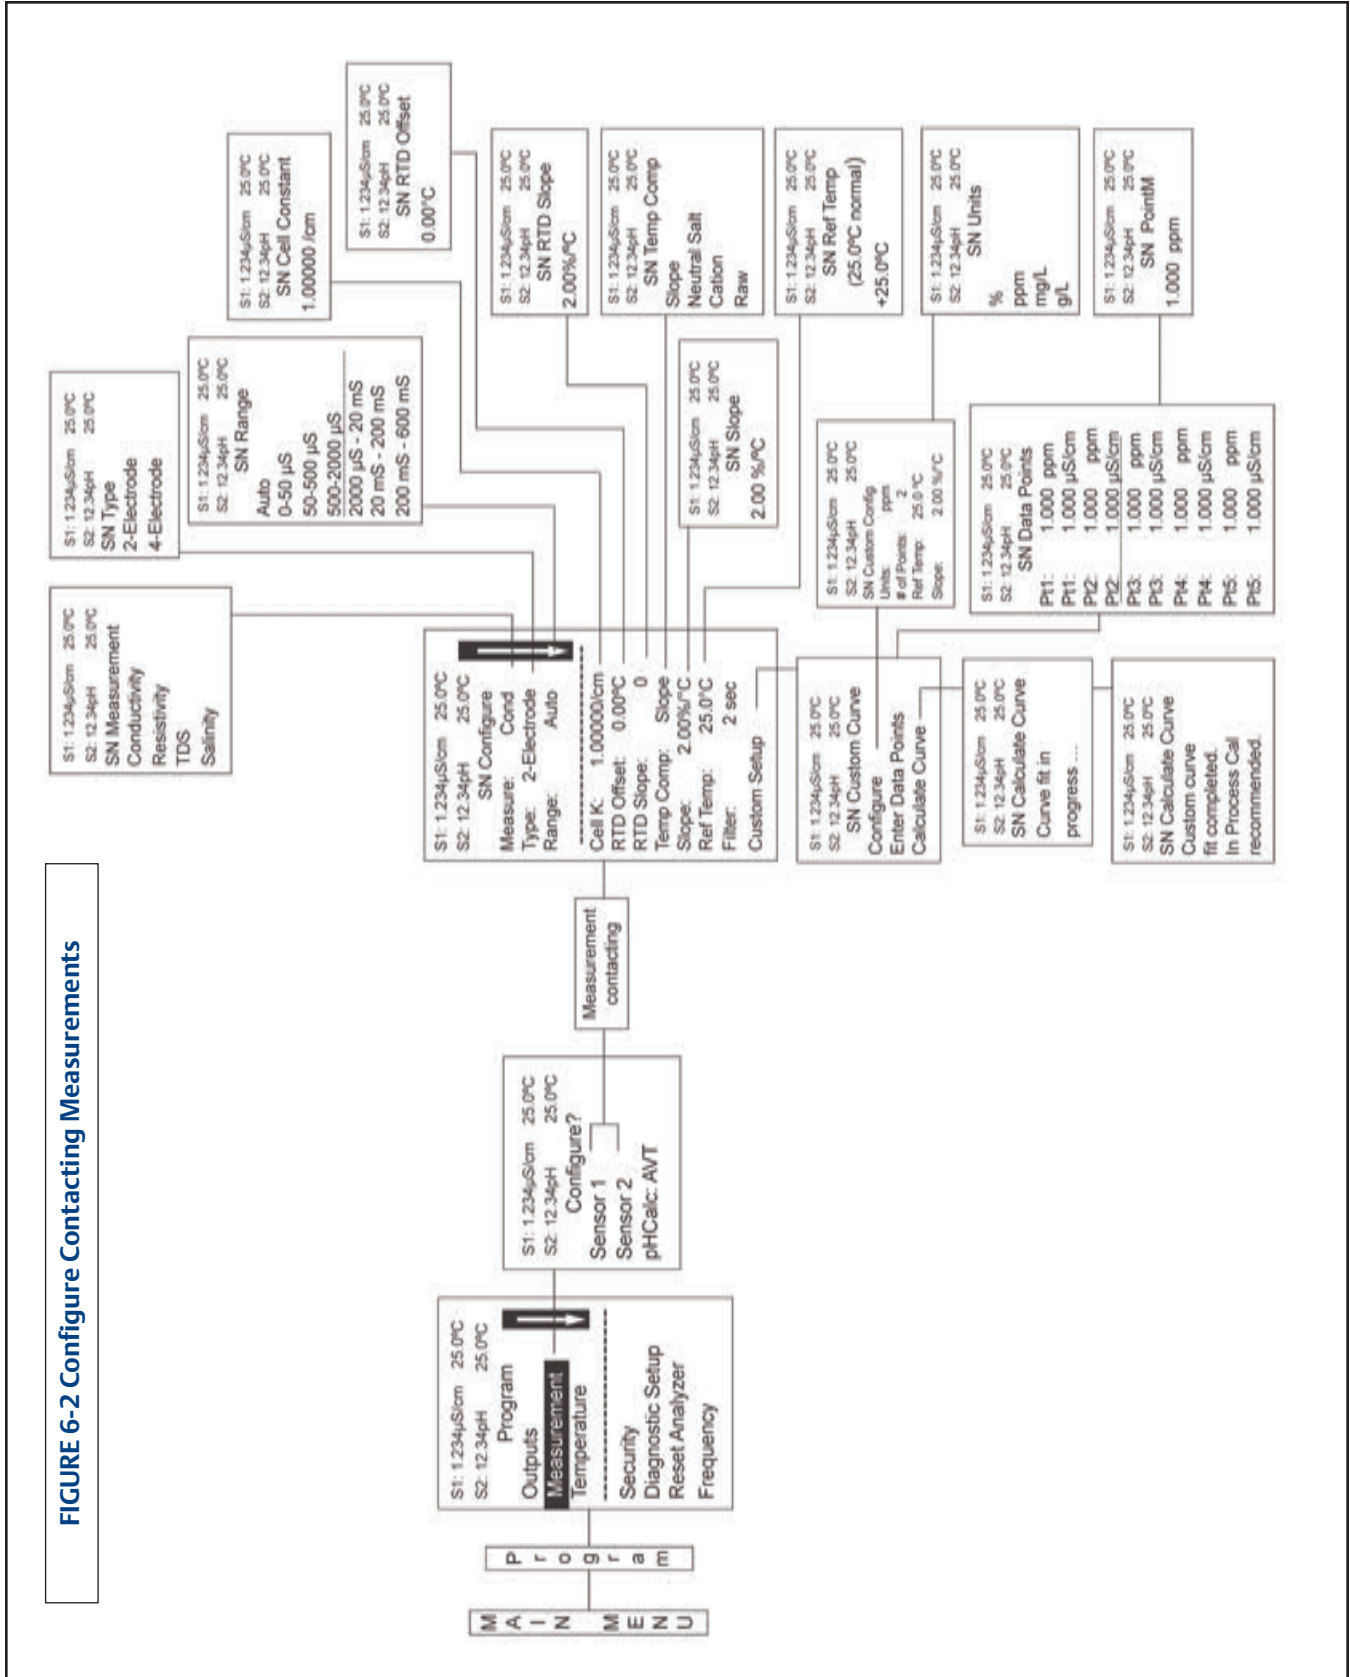 FIGURE 6-2 Configure Contacting Measurements
MAIN MENU
Program
S1: 1.234µS/cm 25.0ºC
S2: 12.34pH 25.0ºC
Program
Outputs
Measurement
Temperature
Security
Diagnostic Setup
Reset Analyzer
Frequency
S1: 1.234µS/cm 25.0ºC
S2: 12.34pH 25.0ºC
Configure?
Sensor 1
Sensor 2
pHCalc: AVT
Measurement
contacting
S1: 1.234µS/cm 25.0ºC
S2: 12.34pH 25.0ºC
SN Configure
Measure: Cond
Type: 2-Electrode
Range: Auto
Cell K: 1.00000/cm
RTD Offset: 0.00ºC
RTD Slope: 0
Temp Comp: Slope
Slope: 2.00%/ºC
Ref Temp: 25.0°C
Filter: 2 sec
Custom Setup
S1: 1.234µS/cm 25.0ºC
S2: 12.34pH 25.0ºC
SN Measurement
Conductivity
Resistivity
TDS
Salinity
S1: 1.234µS/cm 25.0ºC
S2: 12.34pH 25.0ºC
SN Type
2-Electrode
4-Electrode
S1: 1.234µS/cm 25.0ºC
S2: 12.34pH 25.0ºC
SN Range
Auto
0-50 µS
50-500 µS
500-2000 µS
2000 µS - 20 mS
20 mS - 200 mS
200 mS - 600 mS
S1: 1.234µS/cm 25.0ºC
S2: 12.34pH 25.0ºC
SN Cell Constant
1.00000 /cm
S1: 1.234µS/cm 25.0ºC
S2: 12.34pH 25.0ºC
SN RTD Offset
0.00°C
S1: 1.234µS/cm 25.0ºC
S2: 12.34pH 25.0ºC
SN RTD Slope
2.00%/ºC
S1: 1.234µS/cm 25.0ºC
S2: 12.34pH 25.0ºC
SN Temp Comp
Slope
Neutral Salt
Cation
Raw
S1: 1.234µS/cm 25.0ºC
S2: 12.34pH 25.0ºC
SN Slope
2.00 %/ºC
S1: 1.234µS/cm 25.0ºC
S2: 12.34pH 25.0ºC
SN Ref Temp
(25.0ºC normal)
+25.0ºC
S1: 1.234µS/cm 25.0ºC
S2: 12.34pH 25.0ºC
SN Custom Curve
Configure
Enter Data Points
Calculate Curve
S1: 1.234µS/cm 25.0ºC
S2: 12.34pH 25.0ºC
SN Custom Config
Units: ppm
# of Points: 2
Ref Temp: 25.0 ºC
Slope: 2.00 %/ºC
S1: 1.234µS/cm 25.0ºC
S2: 12.34pH 25.0ºC
SN Units
%
ppm
mg/L
g/L
S1: 1.234µS/cm 25.0ºC
S2: 12.34pH 25.0ºC
SN Data Points
Pt1: 1.000 ppm
Pt1: 1.000 µS/cm
Pt2: 1.000 ppm
Pt2: 1.000 µS/cm
Pt3: 1.000 ppm
Pt3: 1.000 µS/cm
Pt4: 1.000 ppm
Pt4: 1.000 µS/cm
Pt5: 1.000 ppm
Pt5: 1.000 µS/cm
S1: 1.234µS/cm 25.0ºC
S2: 12.34pH 25.0ºC
SN PointM
1.000 ppm
S1: 1.234µS/cm 25.0ºC
S2: 12.34pH 25.0ºC
SN Calculate Curve
Curve fit in
progress ...
S1: 1.234µS/cm 25.0ºC
S2: 12.34pH 25.0ºC
SN Calculate Curve
Custom curve
fit completed.
In Process Call
recommended.